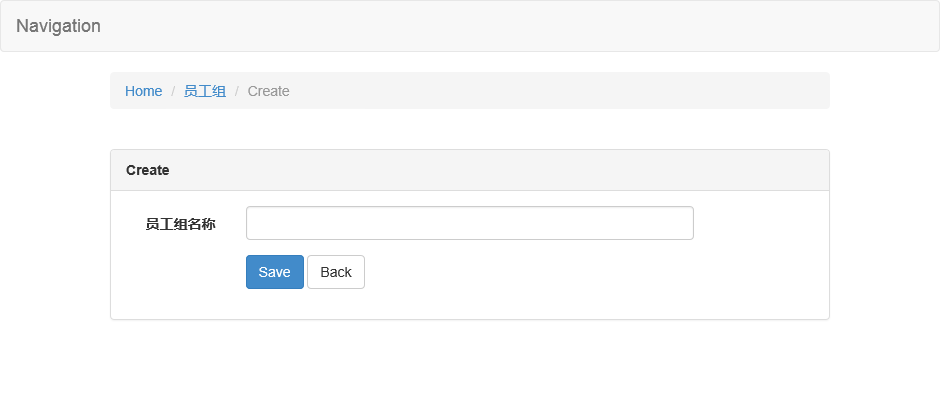 Navigation
Home / 员工组 / Create
Create
员工组名称
Save Back